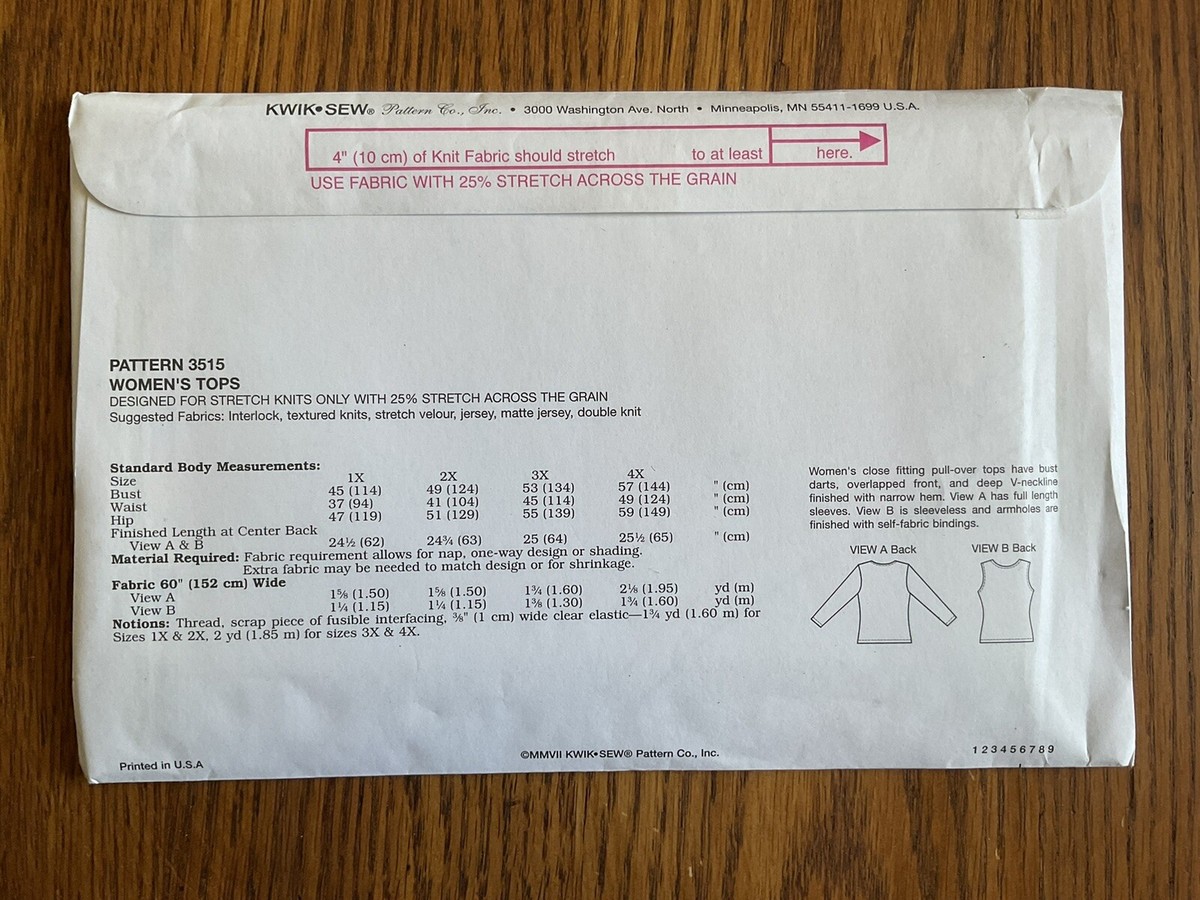 KWIK•SEW® Pattern Co., Inc. • 3000 Washington Ave. North • Minneapolis, MN 55411-1699 U.S.A.
4" (10 cm) of Knit Fabric should stretch to at least here.
USE FABRIC WITH 25% STRETCH ACROSS THE GRAIN
PATTERN 3515
WOMEN'S TOPS
DESIGNED FOR STRETCH KNITS ONLY WITH 25% STRETCH ACROSS THE GRAIN
Suggested Fabrics: Interlock, textured knits, stretch velour, jersey, matte jersey, double knit
Standard Body Measurements:
Size 1X 2X 3X 4X
Bust 45 (114) 49 (124) 53 (134) 57 (144) " (cm)
Waist 37 (94) 41 (104) 45 (114) 49 (124) " (cm)
Hip 47 (119) 51 (129) 55 (139) 59 (149) " (cm)
Finished Length at Center Back
View A & B 24½ (62) 24¾ (63) 25 (64) 25½ (65) " (cm)
Material Required: Fabric requirement allows for nap, one-way design or shading.
Extra fabric may be needed to match design or for shrinkage.
Fabric 60" (152 cm) Wide
View A 1⅝ (1.50) 1⅝ (1.50) 1¾ (1.60) 2⅛ (1.95) yd (m)
View B 1¼ (1.15) 1¼ (1.15) 1⅜ (1.30) 1¾ (1.60) yd (m)
Notions: Thread, scrap piece of fusible interfacing, ⅜" (1 cm) wide clear elastic—1¾ yd (1.60 m) for
Sizes 1X & 2X, 2 yd (1.85 m) for sizes 3X & 4X.
Women's close fitting pull-over tops have bust
darts, overlapped front, and deep V-neckline
finished with narrow hem. View A has full length
sleeves. View B is sleeveless and armholes are
finished with self-fabric bindings.
VIEW A Back VIEW B Back
Printed in U.S.A
©MMVII KWIK•SEW® Pattern Co., Inc.
1 2 3 4 5 6 7 8 9